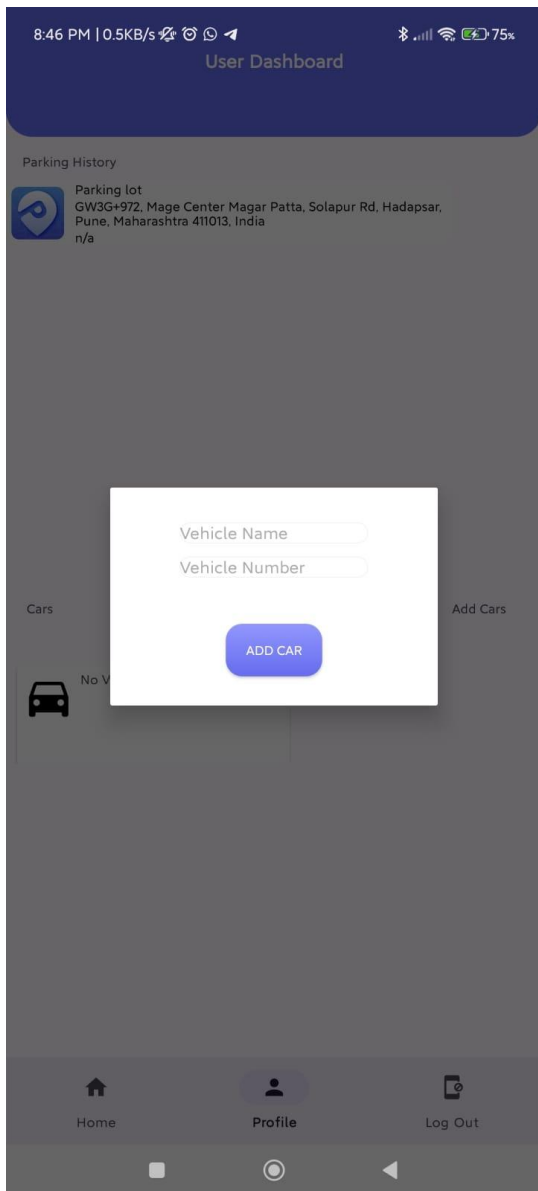 8:46 PM | 0.5KB/s
75%
User Dashboard
Parking History
Parking lot
GW3G+972, Mage Center Magar Patta, Solapur Rd, Hadapsar,
Pune, Maharashtra 411013, India
n/a
Vehicle Name
Vehicle Number
Cars
Add Cars
ADD CAR
No V
Home
Profile
Log Out